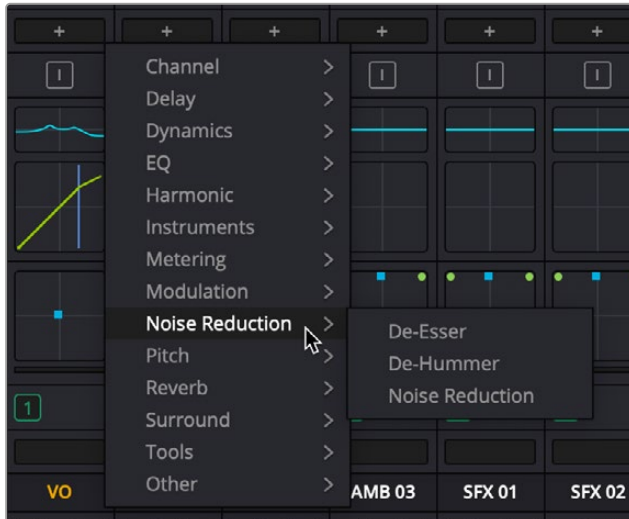 + + + + + +
I I I I
Channel >
Delay >
Dynamics >
EQ >
Harmonic >
Instruments >
Metering >
Modulation >
Noise Reduction >
De-Esser
De-Hummer
Noise Reduction
Pitch >
Reverb >
Surround >
Tools >
Other >
1
VO AMB 03 SFX 01 SFX 02